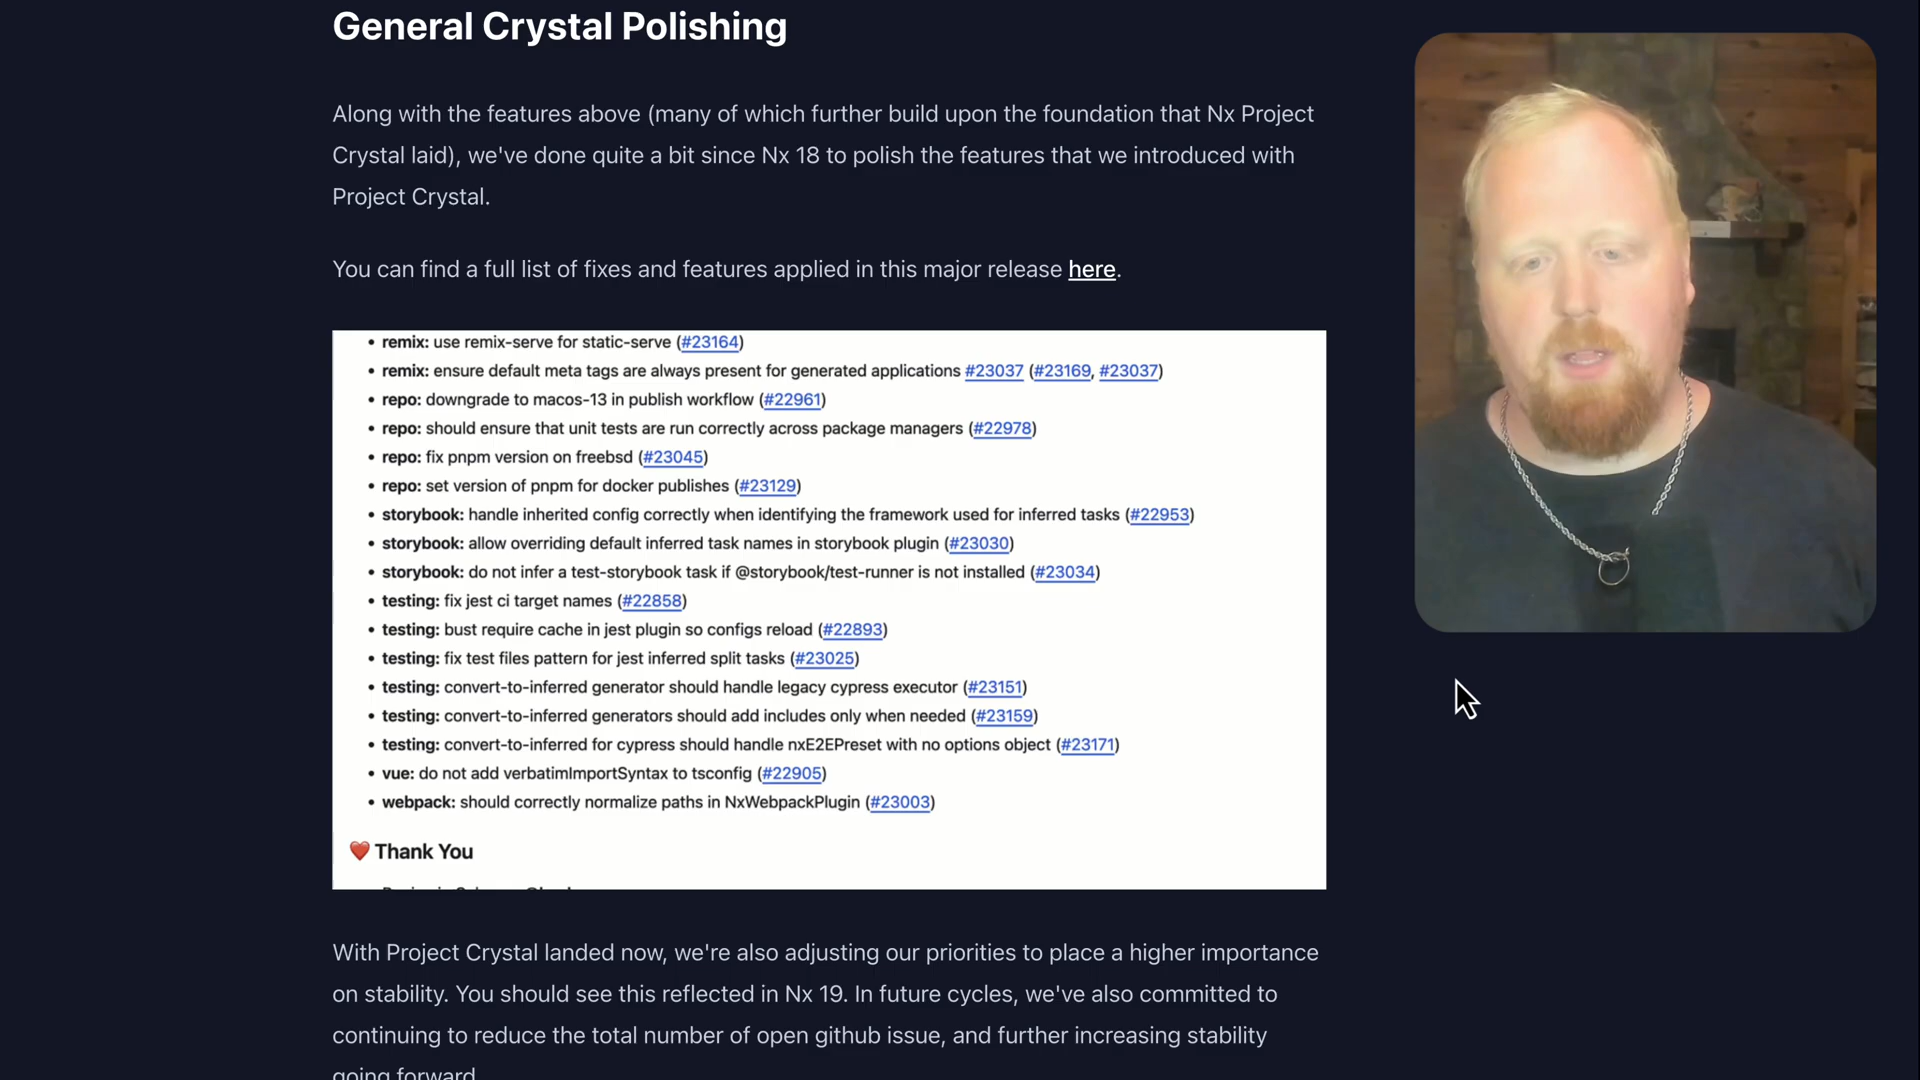 General Crystal Polishing
Along with the features above (many of which further build upon the foundation that Nx Project
Crystal laid), we've done quite a bit since Nx 18 to polish the features that we introduced with
Project Crystal.
You can find a full list of fixes and features applied in this major release here.
• remix: use remix-serve for static-serve (#23164)
• remix: ensure default meta tags are always present for generated applications #23037 (#23169, #23037)
• repo: downgrade to macos-13 in publish workflow (#22961)
• repo: should ensure that unit tests are run correctly across package managers (#22978)
• repo: fix pnpm version on freebsd (#23045)
• repo: set version of pnpm for docker publishes (#23129)
• storybook: handle inherited config correctly when identifying the framework used for inferred tasks (#22953)
• storybook: allow overriding default inferred task names in storybook plugin (#23030)
• storybook: do not infer a test-storybook task if @storybook/test-runner is not installed (#23034)
• testing: fix jest ci target names (#22858)
• testing: bust require cache in jest plugin so configs reload (#22893)
• testing: fix test files pattern for jest inferred split tasks (#23025)
• testing: convert-to-inferred generator should handle legacy cypress executor (#23151)
• testing: convert-to-inferred generators should add includes only when needed (#23159)
• testing: convert-to-inferred for cypress should handle nxE2EPreset with no options object (#23171)
• vue: do not add verbatimImportSyntax to tsconfig (#22905)
• webpack: should correctly normalize paths in NxWebpackPlugin (#23003)
❤️ Thank You
With Project Crystal landed now, we're also adjusting our priorities to place a higher importance
on stability. You should see this reflected in Nx 19. In future cycles, we've also committed to
continuing to reduce the total number of open github issue, and further increasing stability
going forward.